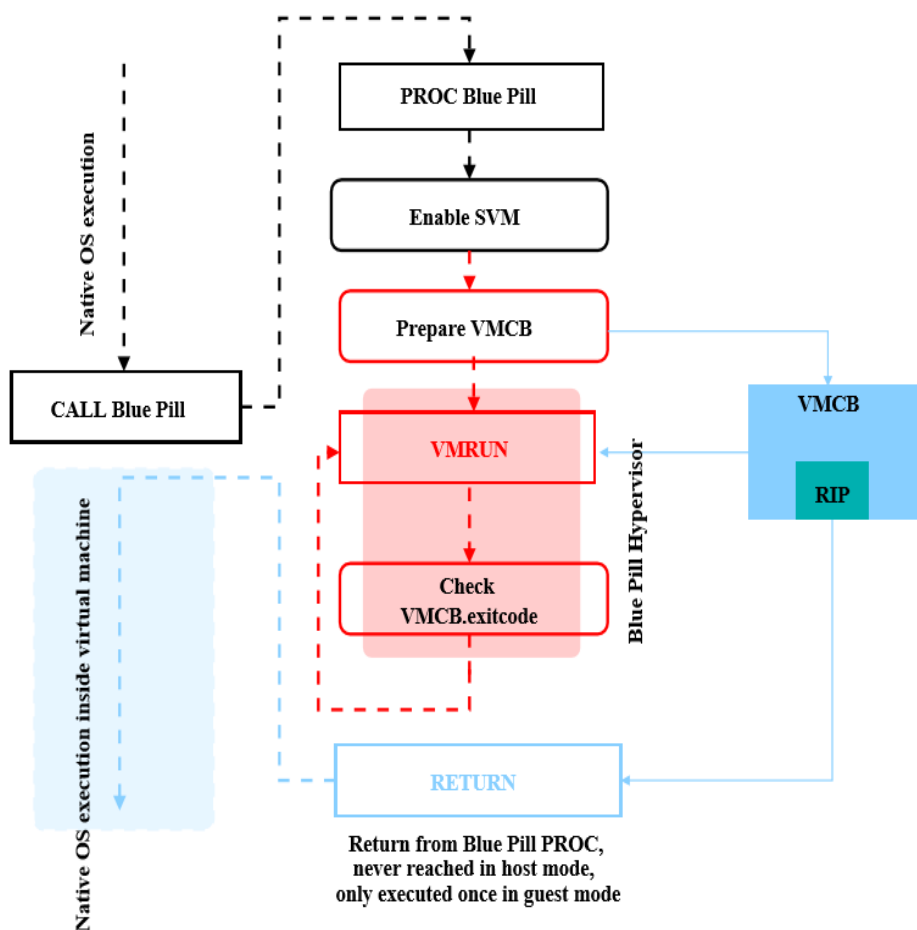 PROC Blue Pill
Native OS execution
Enable SVM
Prepare VMCB
CALL Blue Pill
VMCB
VMRUN
RIP
Blue Pill Hypervisor
Check
VMCB.exitcode
Native OS execution inside virtual machine
RETURN
Return from Blue Pill PROC,
never reached in host mode,
only executed once in guest mode